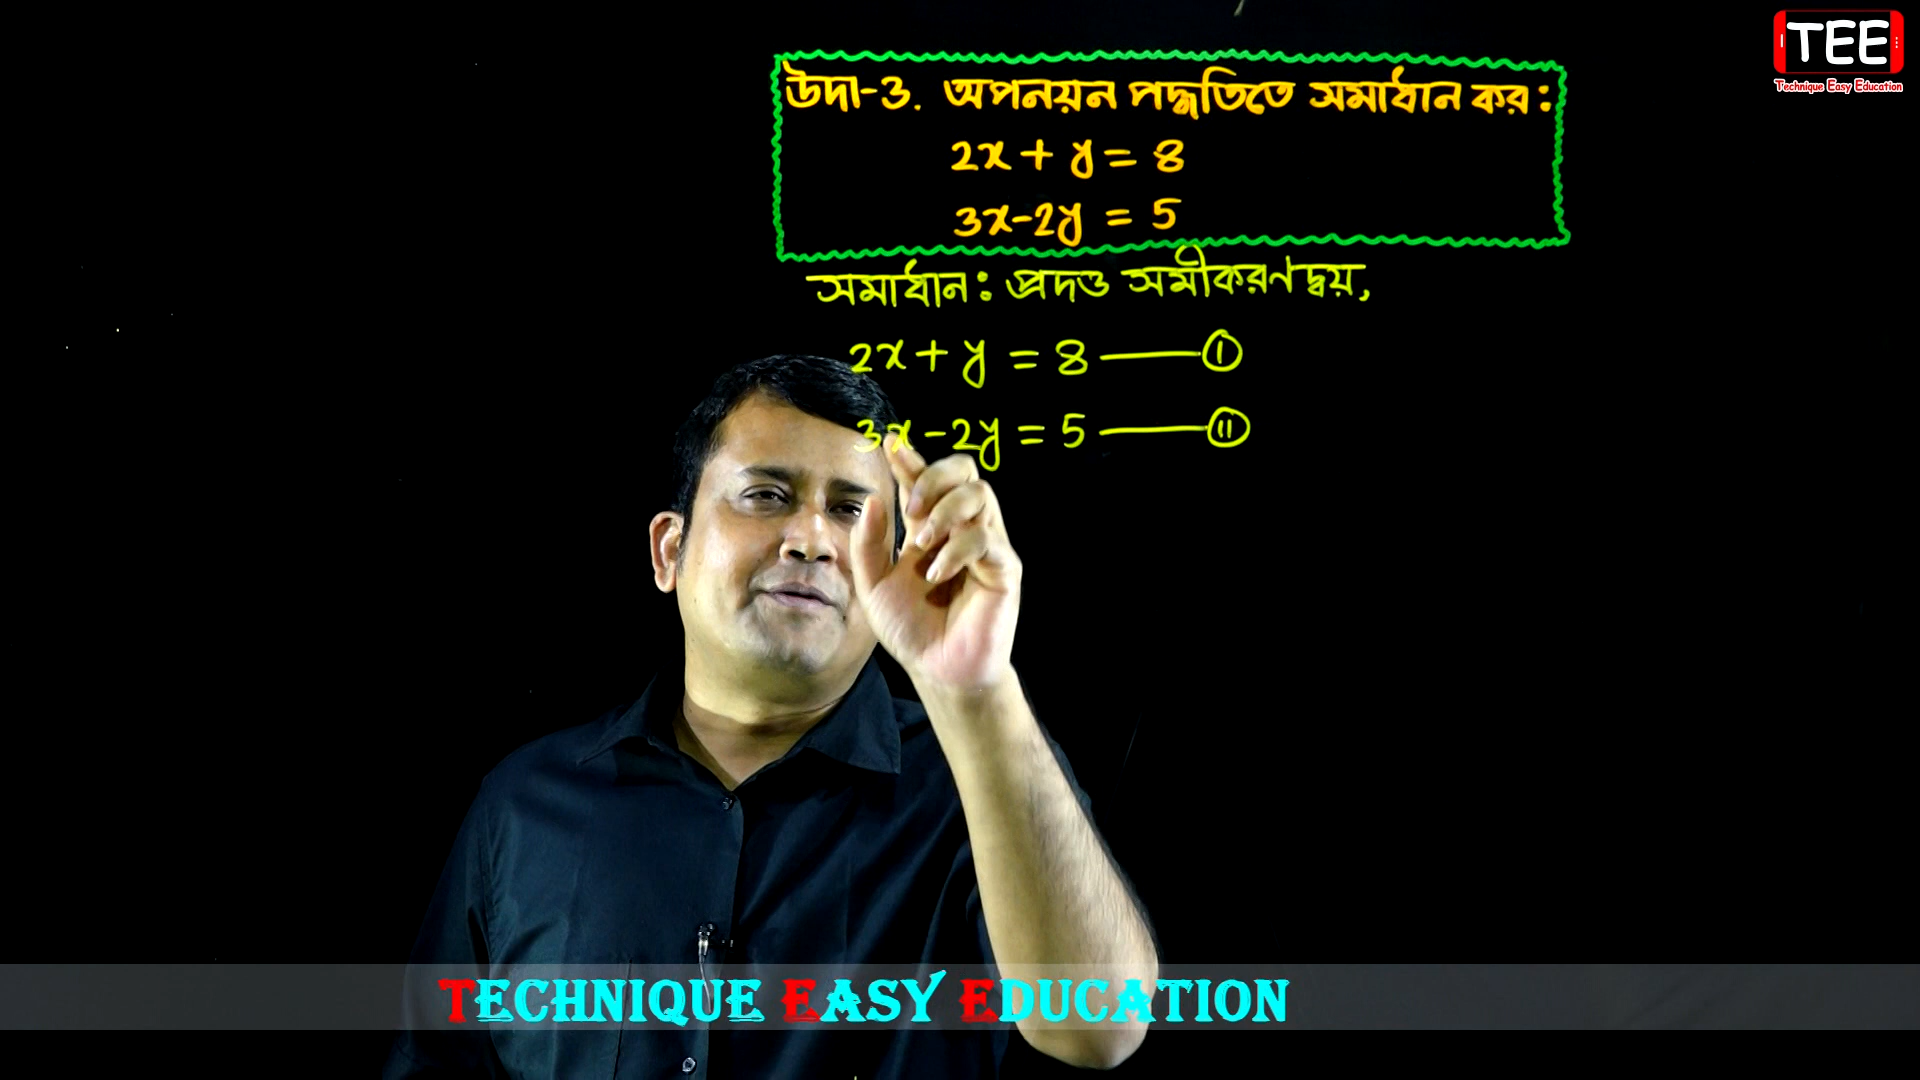 TEE
Technique Easy Education
উদা-৩. অপনয়ন পদ্ধতিতে সমাধান কর:
2x + y = 8
3x-2y = 5
সমাধান: প্রদত্ত সমীকরণদ্বয়,
2x + y = 8 —— (i)
3x - 2y = 5 —— (ii)
TECHNIQUE EASY EDUCATION